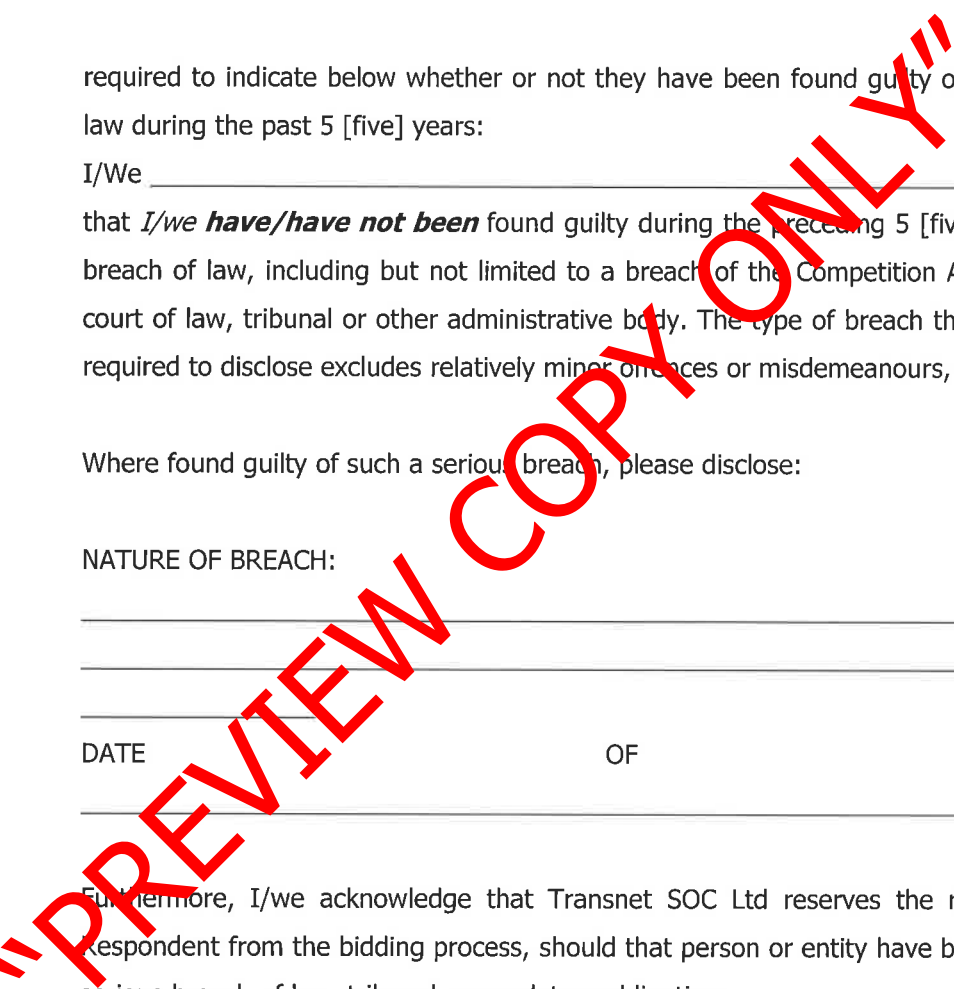 required to indicate below whether or not they have been found guilty o
law during the past 5 [five] years:
I/We
that I/we have/have not been found guilty during the preceding 5 [fiv
breach of law, including but not limited to a breach of the Competition A
court of law, tribunal or other administrative body. The type of breach th
required to disclose excludes relatively minor offences or misdemeanours,
Where found guilty of such a serious breach, please disclose:
NATURE OF BREACH:
DATE OF
Furthermore, I/we acknowledge that Transnet SOC Ltd reserves the r
Respondent from the bidding process, should that person or entity have b
"PREVIEW COPY ONLY"